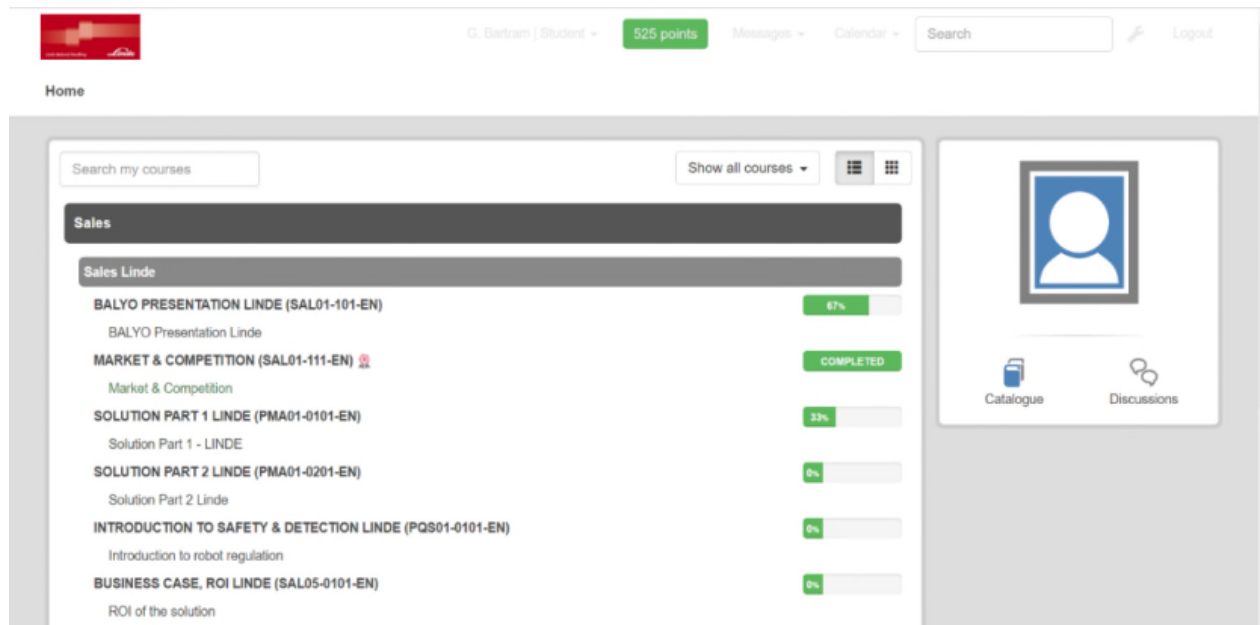 G. Bartram | Student
525 points
Messages
Calendar
Search
Logout
Home
Search my courses
Show all courses
Sales
Sales Linde
BALYO PRESENTATION LINDE (SAL01-101-EN)
67%
BALYO Presentation Linde
MARKET & COMPETITION (SAL01-111-EN)
COMPLETED
Market & Competition
SOLUTION PART 1 LINDE (PMA01-0101-EN)
33%
Solution Part 1 - LINDE
SOLUTION PART 2 LINDE (PMA01-0201-EN)
0%
Solution Part 2 Linde
INTRODUCTION TO SAFETY & DETECTION LINDE (PQS01-0101-EN)
0%
Introduction to robot regulation
BUSINESS CASE, ROI LINDE (SAL05-0101-EN)
0%
ROI of the solution
Catalogue
Discussions